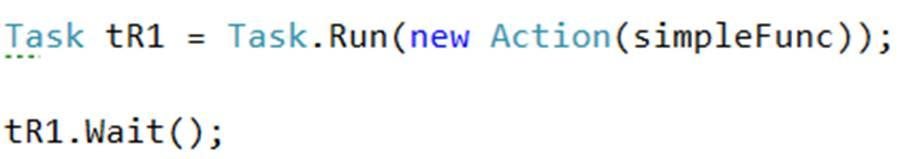 Task tR1 = Task.Run(new Action(simpleFunc));
tR1.Wait();